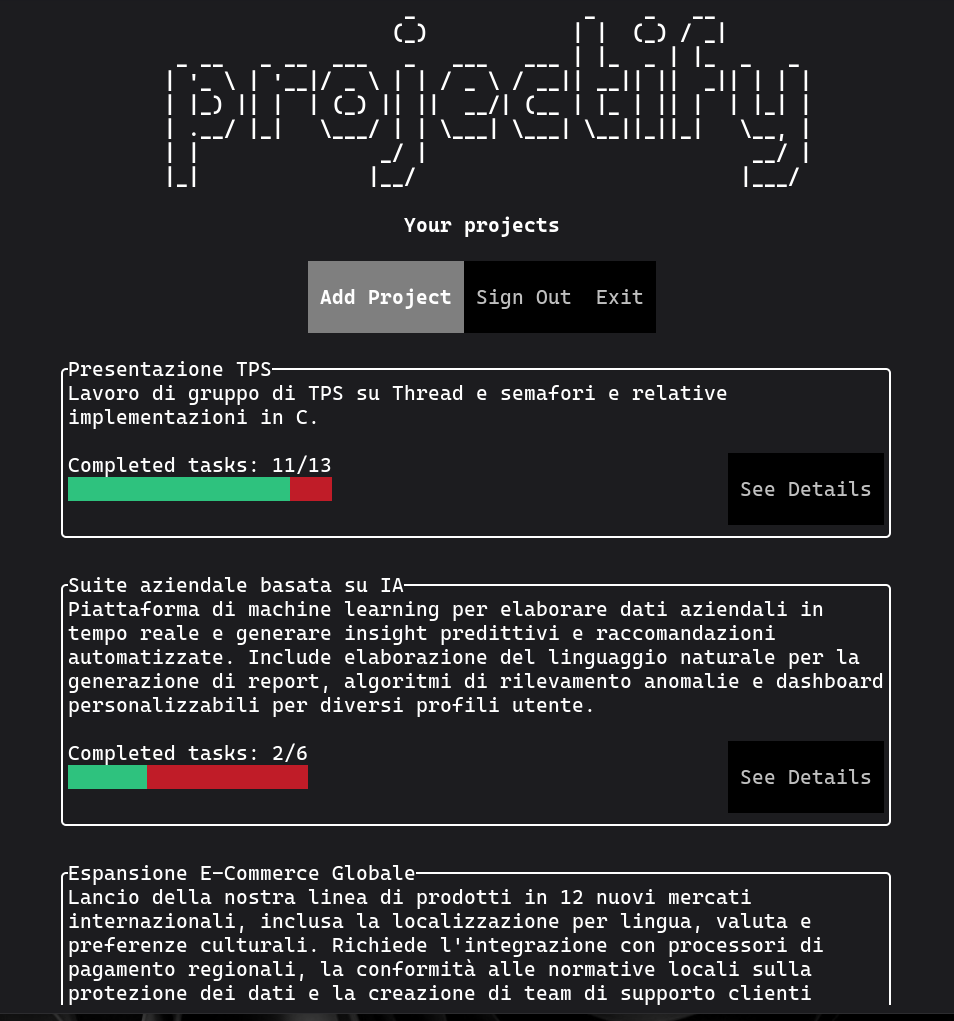 projectify
Your projects
Add Project Sign Out Exit
Presentazione TPS
Lavoro di gruppo di TPS su Thread e semafori e relative
implementazioni in C.
Completed tasks: 11/13
See Details
Suite aziendale basata su IA
Piattaforma di machine learning per elaborare dati aziendali in
tempo reale e generare insight predittivi e raccomandazioni
automatizzate. Include elaborazione del linguaggio naturale per la
generazione di report, algoritmi di rilevamento anomalie e dashboard
personalizzabili per diversi profili utente.
Completed tasks: 2/6
See Details
Espansione E-Commerce Globale
Lancio della nostra linea di prodotti in 12 nuovi mercati
internazionali, inclusa la localizzazione per lingua, valuta e
preferenze culturali. Richiede l'integrazione con processori di
pagamento regionali, la conformità alle normative locali sulla
protezione dei dati e la creazione di team di supporto clienti